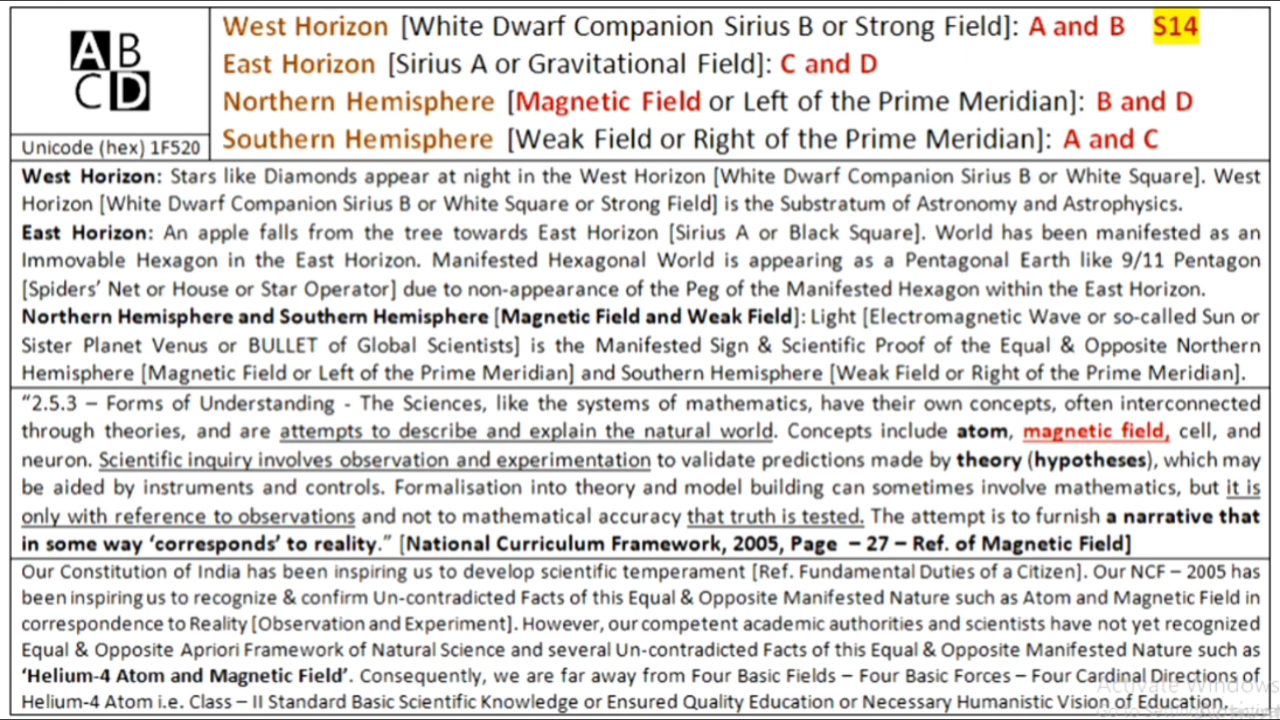 AB
CD
Unicode (hex) 1F520
West Horizon [White Dwarf Companion Sirius B or Strong Field]: A and B S14
East Horizon [Sirius A or Gravitational Field]: C and D
Northern Hemisphere [Magnetic Field or Left of the Prime Meridian]: B and D
Southern Hemisphere [Weak Field or Right of the Prime Meridian]: A and C
West Horizon: Stars like Diamonds appear at night in the West Horizon [White Dwarf Companion Sirius B or White Square]. West
Horizon [White Dwarf Companion Sirius B or White Square or Strong Field] is the Substratum of Astronomy and Astrophysics.
East Horizon: An apple falls from the tree towards East Horizon [Sirius A or Black Square]. World has been manifested as an
Immovable Hexagon in the East Horizon. Manifested Hexagonal World is appearing as a Pentagonal Earth like 9/11 Pentagon
[Spiders' Net or House or Star Operator] due to non-appearance of the Peg of the Manifested Hexagon within the East Horizon.
Northern Hemisphere and Southern Hemisphere [Magnetic Field and Weak Field]: Light [Electromagnetic Wave or so-called Sun or
Sister Planet Venus or BULLET of Global Scientists] is the Manifested Sign & Scientific Proof of the Equal & Opposite Northern
Hemisphere [Magnetic Field or Left of the Prime Meridian] and Southern Hemisphere [Weak Field or Right of the Prime Meridian].
"2.5.3 – Forms of Understanding - The Sciences, like the systems of mathematics, have their own concepts, often interconnected
through theories, and are attempts to describe and explain the natural world. Concepts include atom, magnetic field, cell, and
neuron. Scientific inquiry involves observation and experimentation to validate predictions made by theory (hypotheses), which may
be aided by instruments and controls. Formalisation into theory and model building can sometimes involve mathematics, but it is
only with reference to observations and not to mathematical accuracy that truth is tested. The attempt is to furnish a narrative that
in some way 'corresponds' to reality." [National Curriculum Framework, 2005, Page – 27 – Ref. of Magnetic Field]
Our Constitution of India has been inspiring us to develop scientific temperament [Ref. Fundamental Duties of a Citizen]. Our NCF – 2005 has
been inspiring us to recognize & confirm Un-contradicted Facts of this Equal & Opposite Manifested Nature such as Atom and Magnetic Field in
correspondence to Reality [Observation and Experiment]. However, our competent academic authorities and scientists have not yet recognized
Equal & Opposite Apriori Framework of Natural Science and several Un-contradicted Facts of this Equal & Opposite Manifested Nature such as
'Helium-4 Atom and Magnetic Field'. Consequently, we are far away from Four Basic Fields – Four Basic Forces – Four Cardinal Directions of
Helium-4 Atom i.e. Class – II Standard Basic Scientific Knowledge or Ensured Quality Education or Necessary Humanistic Vision of Education.
Activate Windows